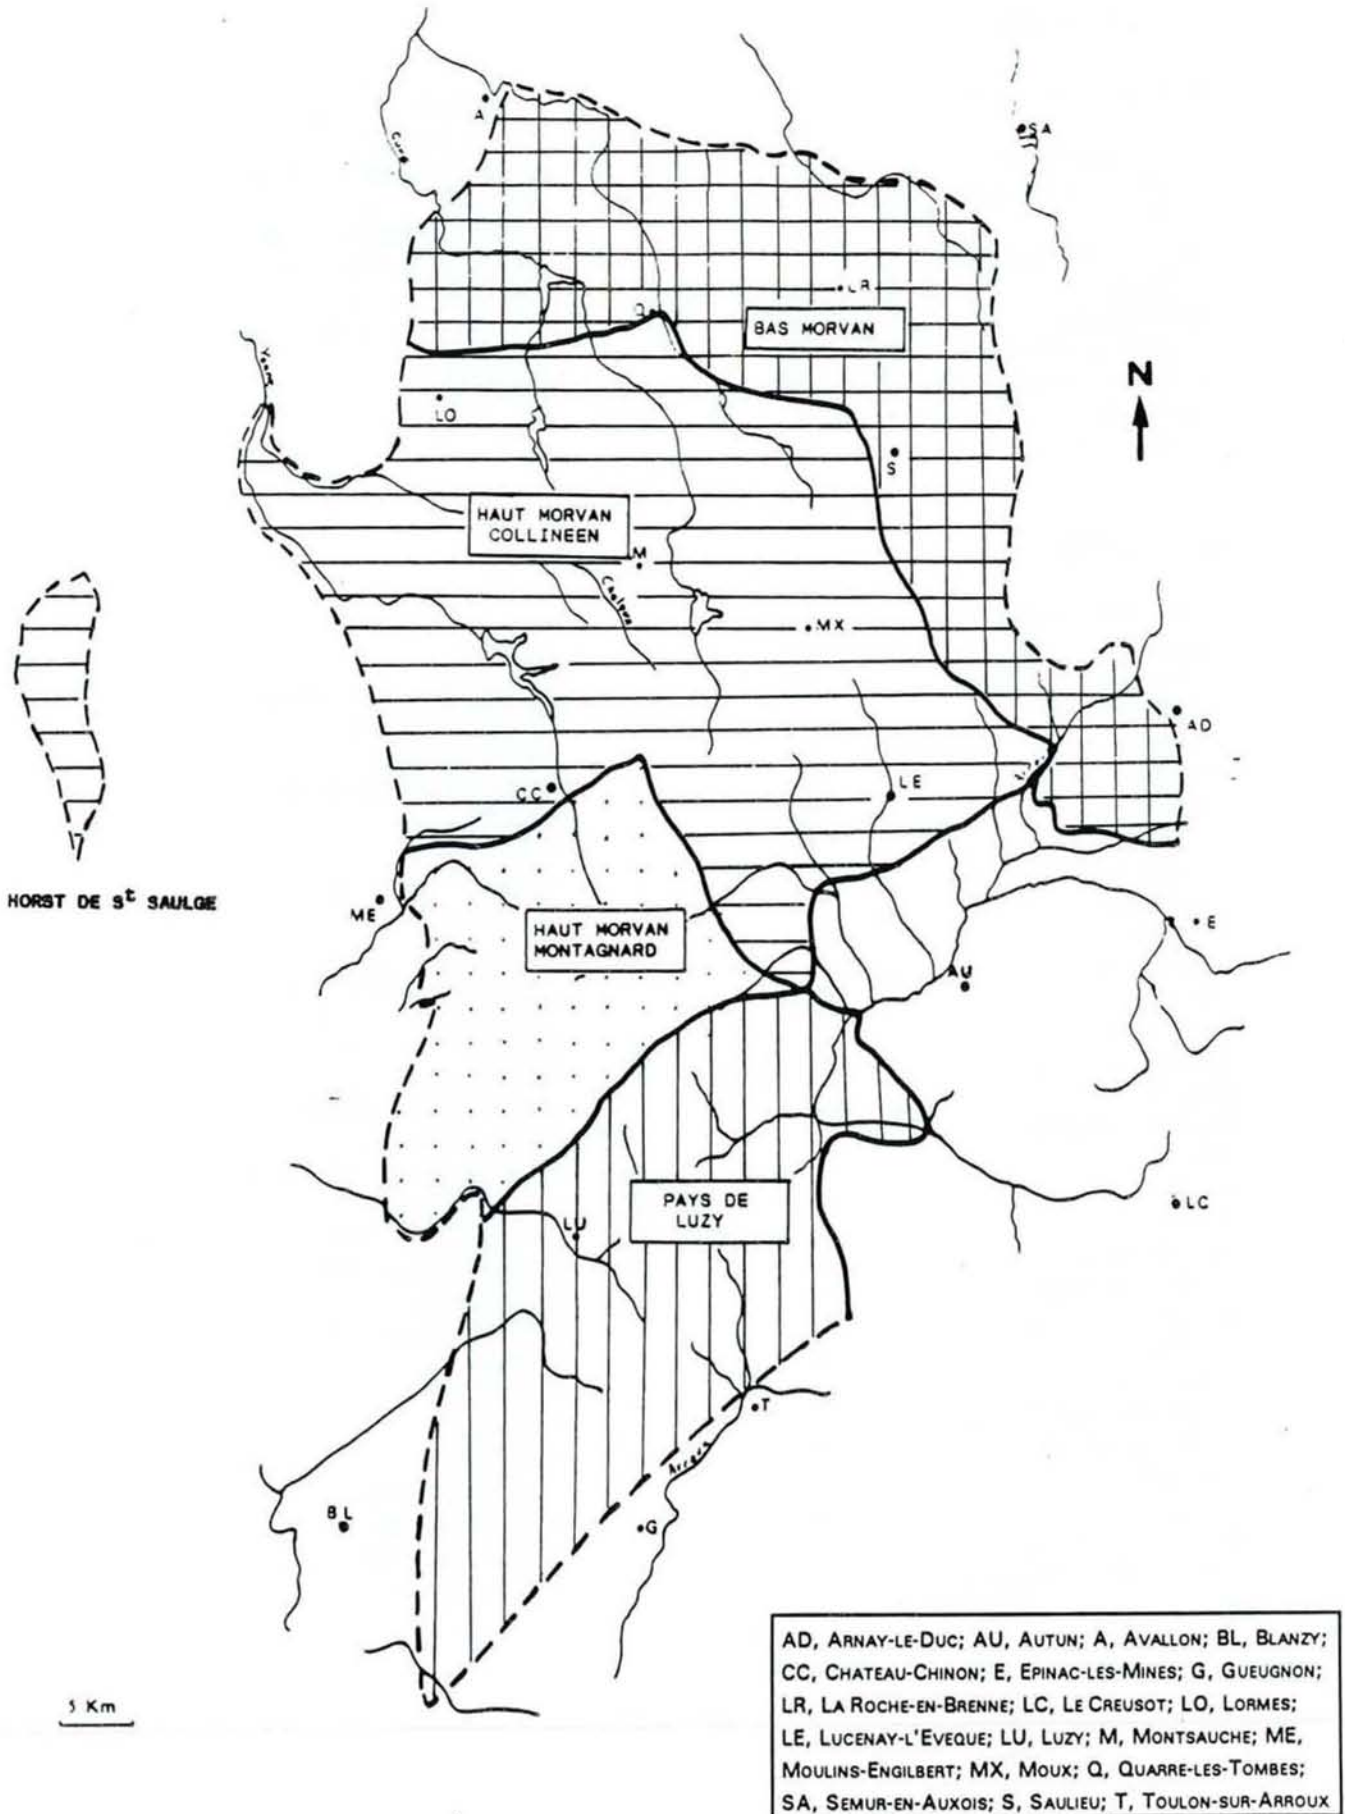 A
Cure
SA
LR
Q
BAS MORVAN
Yonne
N
LO
S
HAUT MORVAN
COLLINEEN
M
MX
AD
CC
LE
HORST DE St SAULGE
ME
HAUT MORVAN
MONTAGNARD
E
AU
PAYS DE
LUZY
LC
LU
T
Arroux
BL
G
5 Km
AD, ARNAY-LE-DUC; AU, AUTUN; A, AVALLON; BL, BLANZY;
CC, CHATEAU-CHINON; E, EPINAC-LES-MINES; G, GUEUGNON;
LR, LA ROCHE-EN-BRENNE; LC, LE CREUSOT; LO, LORMES;
LE, LUCENAY-L'EVEQUE; LU, LUZY; M, MONTSAUCHE; ME,
MOULINS-ENGILBERT; MX, MOUX; Q, QUARRE-LES-TOMBES;
SA, SEMUR-EN-AUXOIS; S, SAULIEU; T, TOULON-SUR-ARROUX